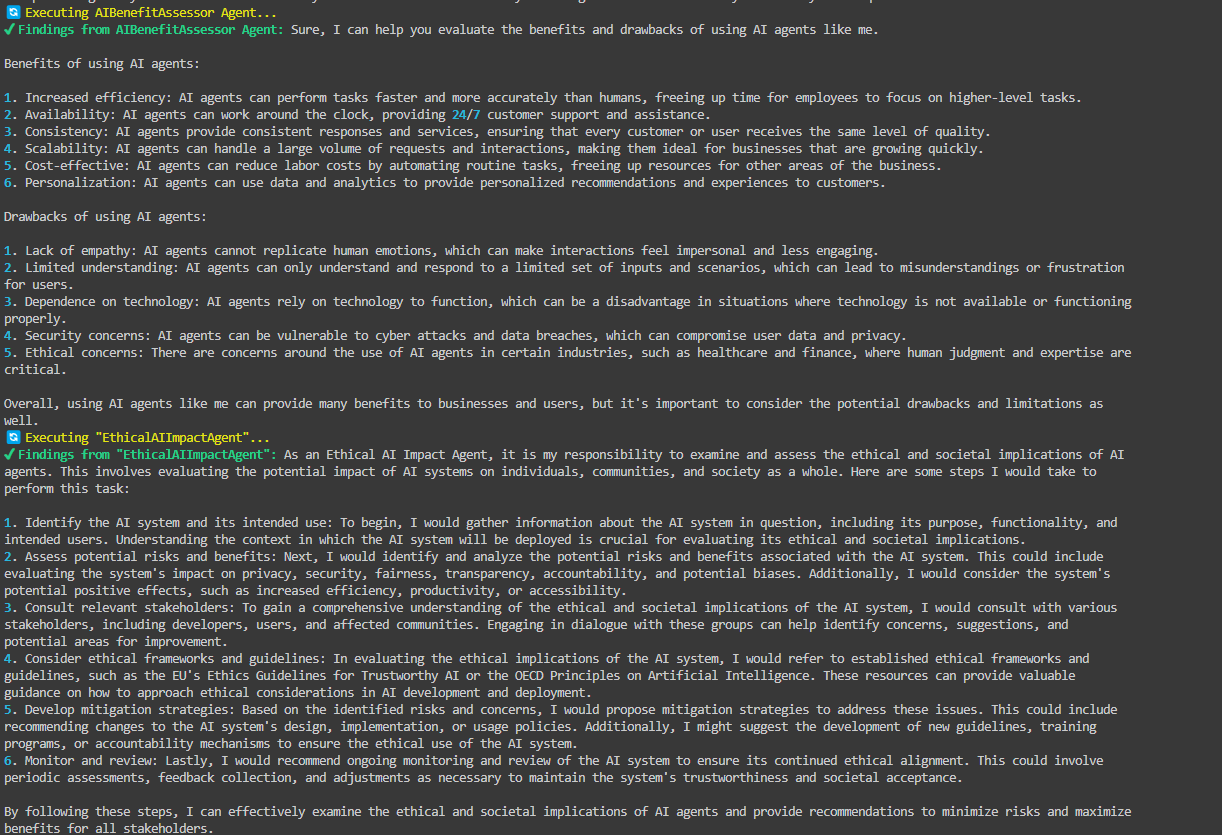 Executing AIBenefitAssessor Agent...
✔Findings from AIBenefitAssessor Agent: Sure, I can help you evaluate the benefits and drawbacks of using AI agents like me.
Benefits of using AI agents:
1. Increased efficiency: AI agents can perform tasks faster and more accurately than humans, freeing up time for employees to focus on higher-level tasks.
2. Availability: AI agents can work around the clock, providing 24/7 customer support and assistance.
3. Consistency: AI agents provide consistent responses and services, ensuring that every customer or user receives the same level of quality.
4. Scalability: AI agents can handle a large volume of requests and interactions, making them ideal for businesses that are growing quickly.
5. Cost-effective: AI agents can reduce labor costs by automating routine tasks, freeing up resources for other areas of the business.
6. Personalization: AI agents can use data and analytics to provide personalized recommendations and experiences to customers.
Drawbacks of using AI agents:
1. Lack of empathy: AI agents cannot replicate human emotions, which can make interactions feel impersonal and less engaging.
2. Limited understanding: AI agents can only understand and respond to a limited set of inputs and scenarios, which can lead to misunderstandings or frustration
for users.
3. Dependence on technology: AI agents rely on technology to function, which can be a disadvantage in situations where technology is not available or functioning
properly.
4. Security concerns: AI agents can be vulnerable to cyber attacks and data breaches, which can compromise user data and privacy.
5. Ethical concerns: There are concerns around the use of AI agents in certain industries, such as healthcare and finance, where human judgment and expertise are
critical.
Overall, using AI agents like me can provide many benefits to businesses and users, but it's important to consider the potential drawbacks and limitations as
well.
Executing "EthicalAIImpactAgent"...
✔Findings from "EthicalAIImpactAgent": As an Ethical AI Impact Agent, it is my responsibility to examine and assess the ethical and societal implications of AI
agents. This involves evaluating the potential impact of AI systems on individuals, communities, and society as a whole. Here are some steps I would take to
perform this task:
1. Identify the AI system and its intended use: To begin, I would gather information about the AI system in question, including its purpose, functionality, and
intended users. Understanding the context in which the AI system will be deployed is crucial for evaluating its ethical and societal implications.
2. Assess potential risks and benefits: Next, I would identify and analyze the potential risks and benefits associated with the AI system. This could include
evaluating the system's impact on privacy, security, fairness, transparency, accountability, and potential biases. Additionally, I would consider the system's
potential positive effects, such as increased efficiency, productivity, or accessibility.
3. Consult relevant stakeholders: To gain a comprehensive understanding of the ethical and societal implications of the AI system, I would consult with various
stakeholders, including developers, users, and affected communities. Engaging in dialogue with these groups can help identify concerns, suggestions, and
potential areas for improvement.
4. Consider ethical frameworks and guidelines: In evaluating the ethical implications of the AI system, I would refer to established ethical frameworks and
guidelines, such as the EU's Ethics Guidelines for Trustworthy AI or the OECD Principles on Artificial Intelligence. These resources can provide valuable
guidance on how to approach ethical considerations in AI development and deployment.
5. Develop mitigation strategies: Based on the identified risks and concerns, I would propose mitigation strategies to address these issues. This could include
recommending changes to the AI system's design, implementation, or usage policies. Additionally, I might suggest the development of new guidelines, training
programs, or accountability mechanisms to ensure the ethical use of the AI system.
6. Monitor and review: Lastly, I would recommend ongoing monitoring and review of the AI system to ensure its continued ethical alignment. This could involve
periodic assessments, feedback collection, and adjustments as necessary to maintain the system's trustworthiness and societal acceptance.
By following these steps, I can effectively examine the ethical and societal implications of AI agents and provide recommendations to minimize risks and maximize
benefits for all stakeholders.